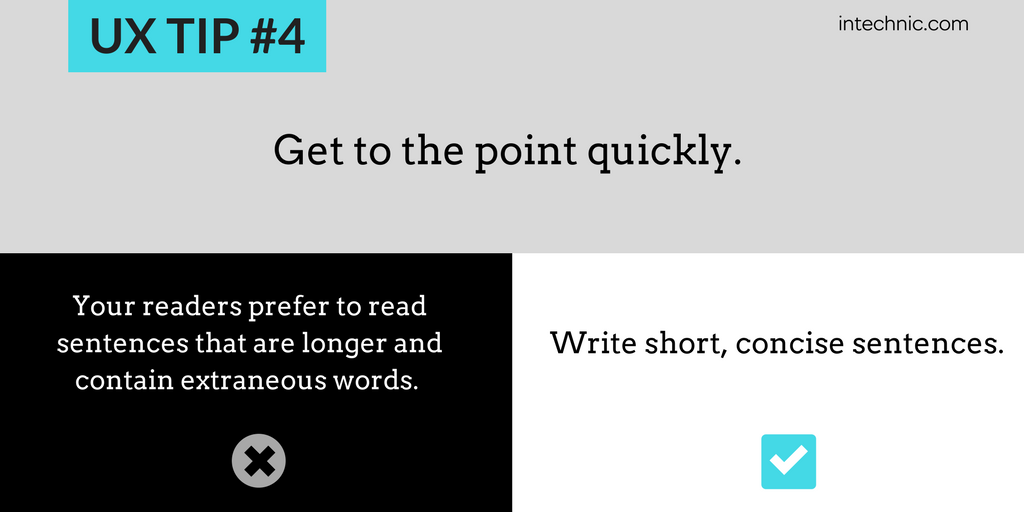 UX TIP #4
intechnic.com
Get to the point quickly.
Your readers prefer to read
sentences that are longer and
contain extraneous words.
Write short, concise sentences.